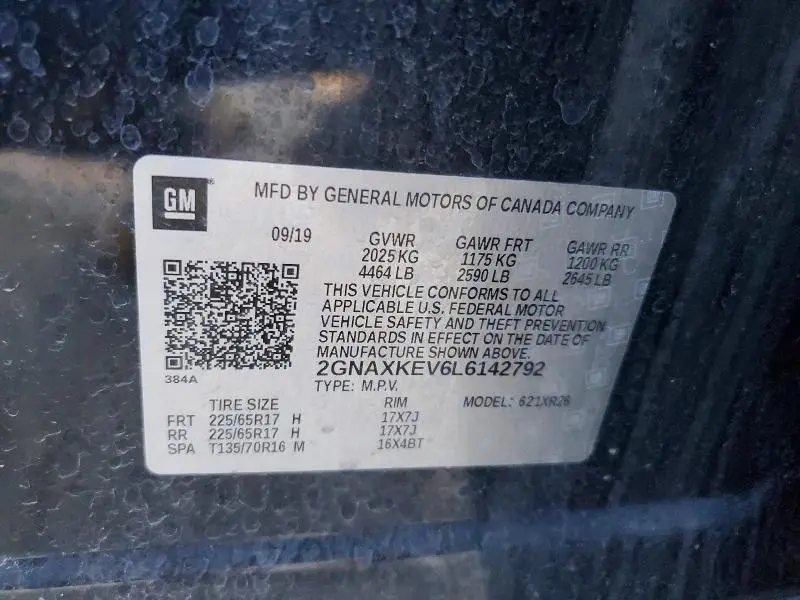 GM
MFD BY GENERAL MOTORS OF CANADA COMPANY
09/19 GVWR GAWR FRT GAWR RR
2025 KG 1175 KG 1200 KG
4464 LB 2590 LB 2645 LB
THIS VEHICLE CONFORMS TO ALL
APPLICABLE U.S. FEDERAL MOTOR
VEHICLE SAFETY AND THEFT PREVENTION
STANDARDS IN EFFECT ON THE DATE OF
MANUFACTURE SHOWN ABOVE.
384A
2GNAXKEV6L6142792
TYPE: M.P.V.
TIRE SIZE RIM MODEL: 621XR26
FRT 225/65R17 H 17X7J
RR 225/65R17 H 17X7J
SPA T135/70R16 M 16X4BT